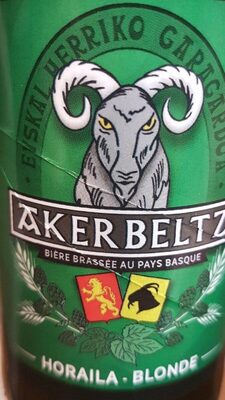 · EUSKAL HERRIKO GARAGARDOA ·
AKERBELTZ
BIÈRE BRASSÉE AU PAYS BASQUE
HORAILA - BLONDE